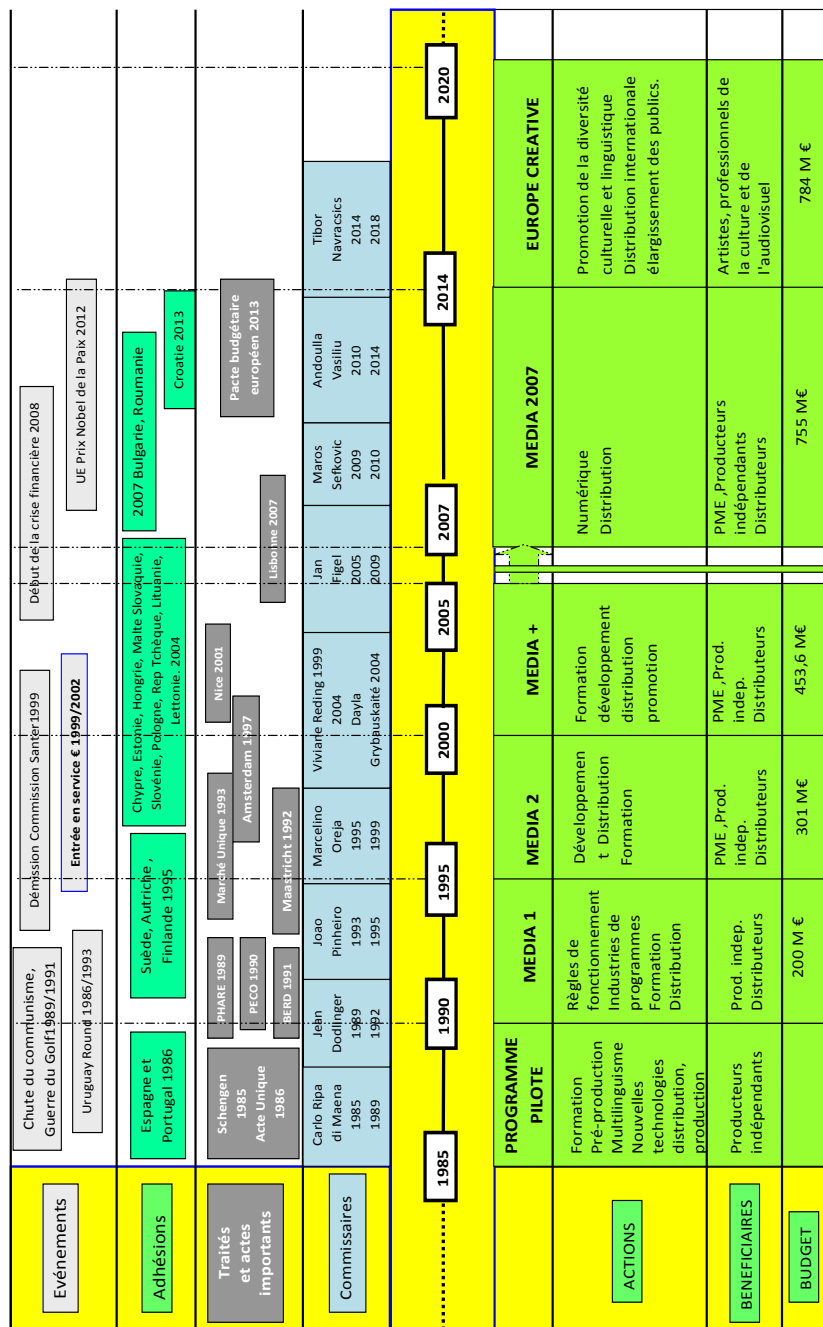 Evénements
Chute du communisme,
Guerre du Golf1989/1991
Uruguay Round 1986/1993
Démission Commission Santer1999
Entrée en service € 1999/2002
Début de la crise financière 2008
UE Prix Nobel de la Paix 2012
Adhésions
Espagne et
Portugal 1986
Suède, Autriche ,
Finlande 1995
Chypre, Estonie, Hongrie, Malte Slovaquie,
Slovénie, Pologne, Rep Tchèque, Lituanie,
Lettonie. 2004
2007 Bulgarie, Roumanie
Croatie 2013
Traités
et actes
importants
Schengen
1985
Acte Unique
1986
PHARE 1989
PECO 1990
BERD 1991
Marché Unique 1993
Amsterdam 1997
Maastricht 1992
Nice 2001
Lisbonne 2007
Pacte budgétaire
européen 2013
Commissaires
Carlo Ripa
di Maena
1985
1989
Jean
Dodlinger
1989
1992
Joao
Pinheiro
1993
1995
Marcelino
Oreja
1995
1999
Viviane Reding 1999
2004
Dayla
Grybauskaité 2004
Jan
Figel
2005
2009
Maros
Sefkovic
2009
2010
Andoulla
Vasiliu
2010
2014
Tibor
Navracsics
2014
2018
1985
1990
1995
2000
2005
2007
2014
2020
PROGRAMME
PILOTE
MEDIA 1
MEDIA 2
MEDIA +
MEDIA 2007
EUROPE CREATIVE
ACTIONS
Formation
Pré-production
Multilinguisme
Nouvelles
technologies
distribution,
production
Règles de
fonctionnement
Industries de
programmes
Formation
Distribution
Développemen
t Distribution
Formation
Formation
développement
distribution
promotion
Numérique
Distribution
Promotion de la diversité
culturelle et linguistique
Distribution internationale
élargissement des publics.
BENEFICIAIRES
Producteurs
indépendants
Prod. indep.
Distributeurs
PME ,Prod.
indep.
Distributeurs
PME ,Prod.
indep.
Distributeurs
PME ,Producteurs
indépendants
Distributeurs
Artistes, professionnels de
la culture et de
l'audiovisuel
BUDGET
200 M €
301 M€
453,6 M€
755 M€
784 M €